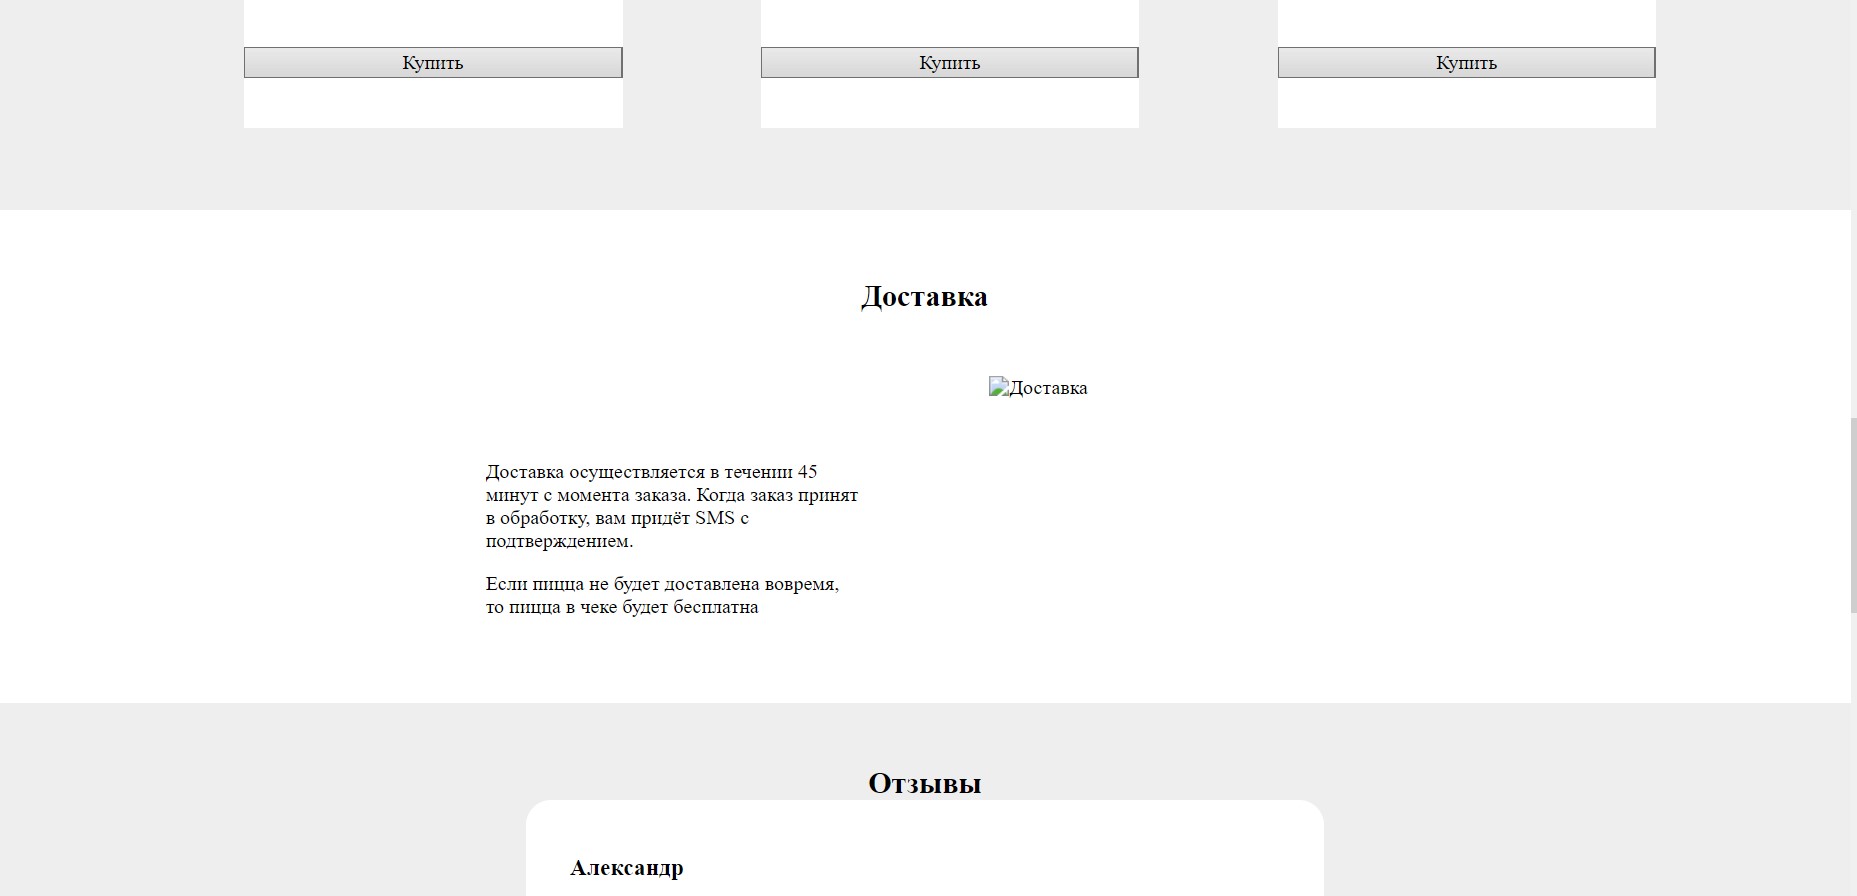 Купить
Купить
Купить
Доставка
Доставка
Доставка осуществляется в течении 45
минут с момента заказа. Когда заказ принят
в обработку, вам придёт SMS с
подтверждением.
Если пицца не будет доставлена вовремя,
то пицца в чеке будет бесплатна
Отзывы
Александр